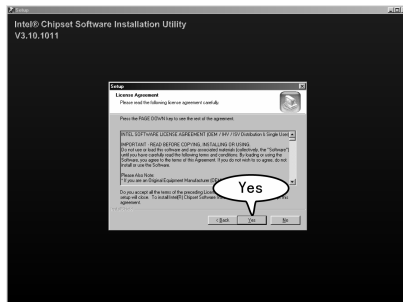 Setup
Intel® Chipset Software Installation Utility
V3.10.1011
Setup
License Agreement
Please read the following license agreement carefully.
Press the PAGE DOWN key to see the rest of the agreement.
INTEL SOFTWARE LICENSE AGREEMENT (OEM / IHV / ISV Distribution & Single User)
IMPORTANT - READ BEFORE COPYING, INSTALLING OR USING.
Do not use or load this software and any associated materials (collectively, the "Software")
until you have carefully read the following terms and conditions. By loading or using the
Software, you agree to the terms of this Agreement. If you do not wish to so agree, do not
install or use the Software.
Please Also Note:
* If you are an Original Equipment Manufacturer (OEM
Do you accept all the terms of the preceding Licen
setup will close. To install Intel(R) Chipset Software Inst this
agreement.
Yes
< Back
Yes
No